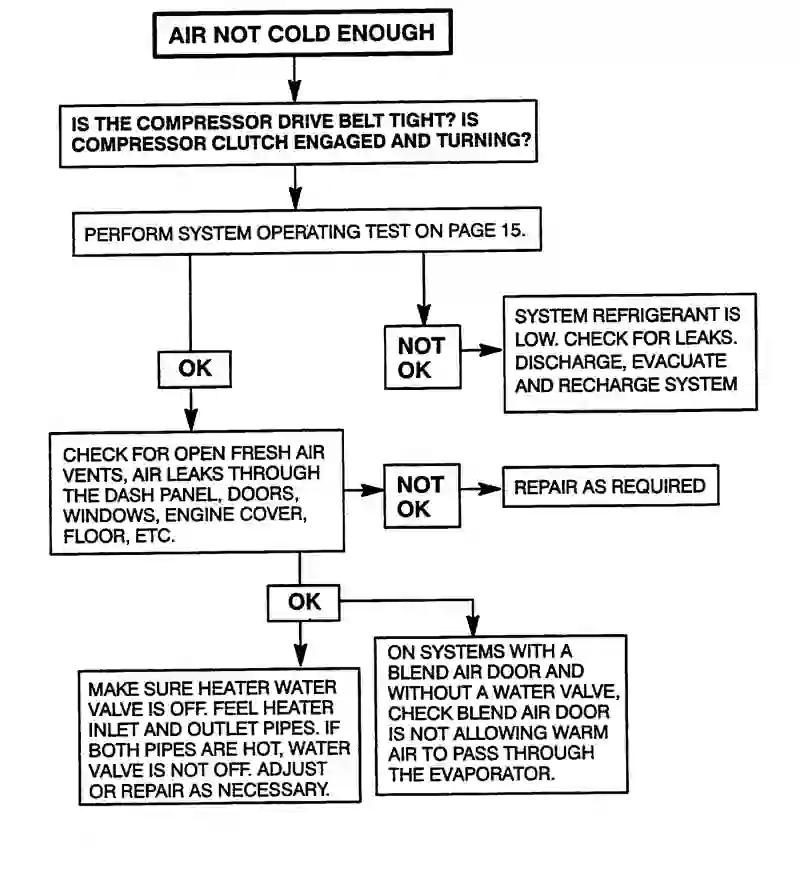 AIR NOT COLD ENOUGH
IS THE COMPRESSOR DRIVE BELT TIGHT? IS
COMPRESSOR CLUTCH ENGAGED AND TURNING?
PERFORM SYSTEM OPERATING TEST ON PAGE 15.
NOT
OK
SYSTEM REFRIGERANT IS
LOW. CHECK FOR LEAKS.
DISCHARGE, EVACUATE
AND RECHARGE SYSTEM
OK
CHECK FOR OPEN FRESH AIR
VENTS, AIR LEAKS THROUGH
THE DASH PANEL, DOORS,
WINDOWS, ENGINE COVER,
FLOOR, ETC.
NOT
OK
REPAIR AS REQUIRED
OK
MAKE SURE HEATER WATER
VALVE IS OFF. FEEL HEATER
INLET AND OUTLET PIPES. IF
BOTH PIPES ARE HOT, WATER
VALVE IS NOT OFF. ADJUST
OR REPAIR AS NECESSARY.
ON SYSTEMS WITH A
BLEND AIR DOOR AND
WITHOUT A WATER VALVE,
CHECK BLEND AIR DOOR
IS NOT ALLOWING WARM
AIR TO PASS THROUGH
THE EVAPORATOR.